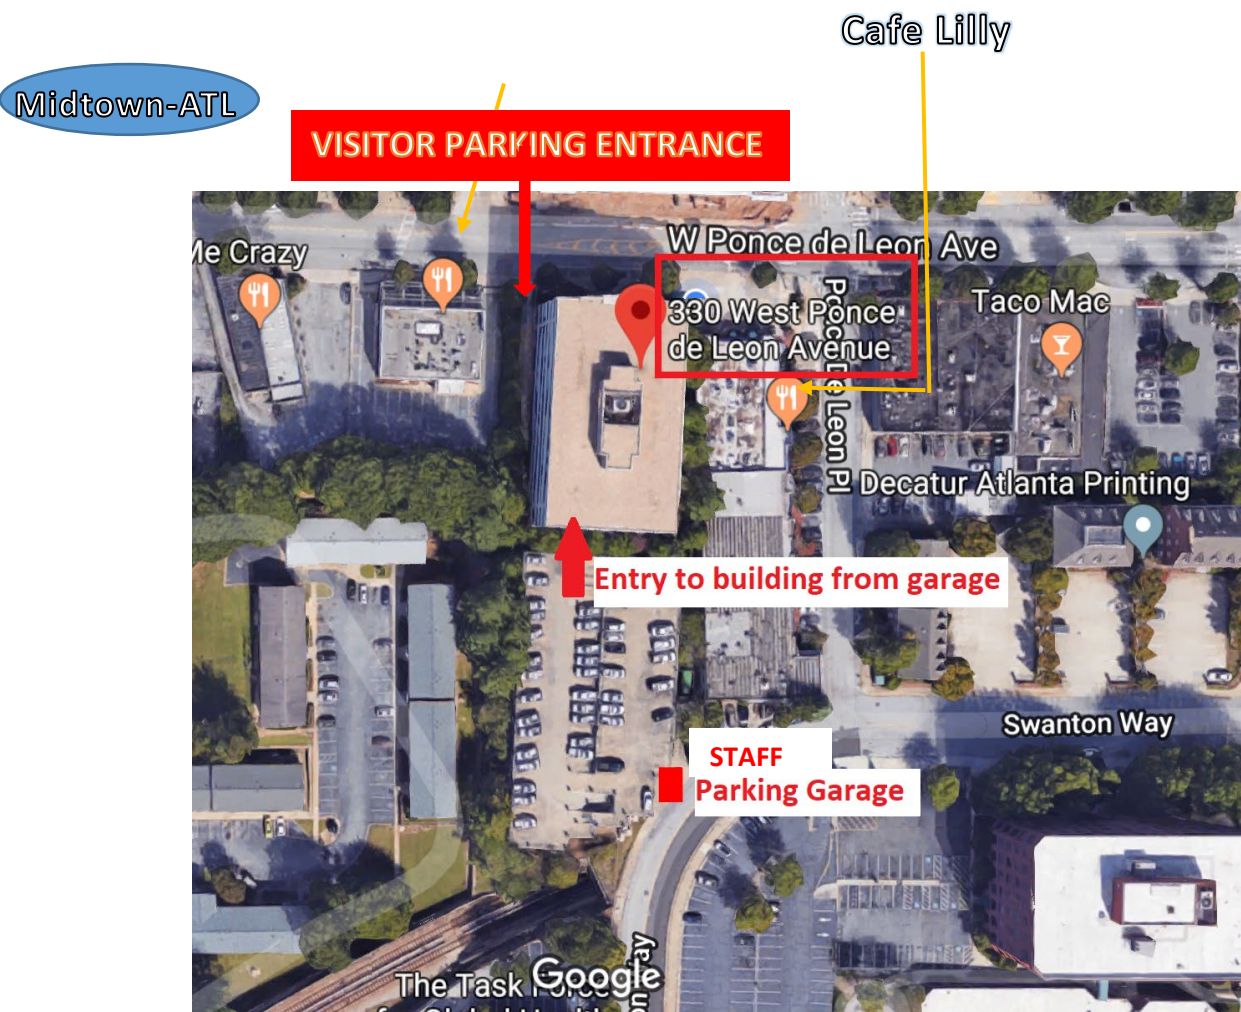 Cafe Lilly
Midtown-ATL
VISITOR PARKING ENTRANCE
W Ponce de Leon Ave
Me Crazy
330 West Ponce
de Leon Avenue
Taco Mac
Ponce De Leon Pl
Decatur Atlanta Printing
Entry to building from garage
Swanton Way
STAFF
Parking Garage
The Task Force
Google